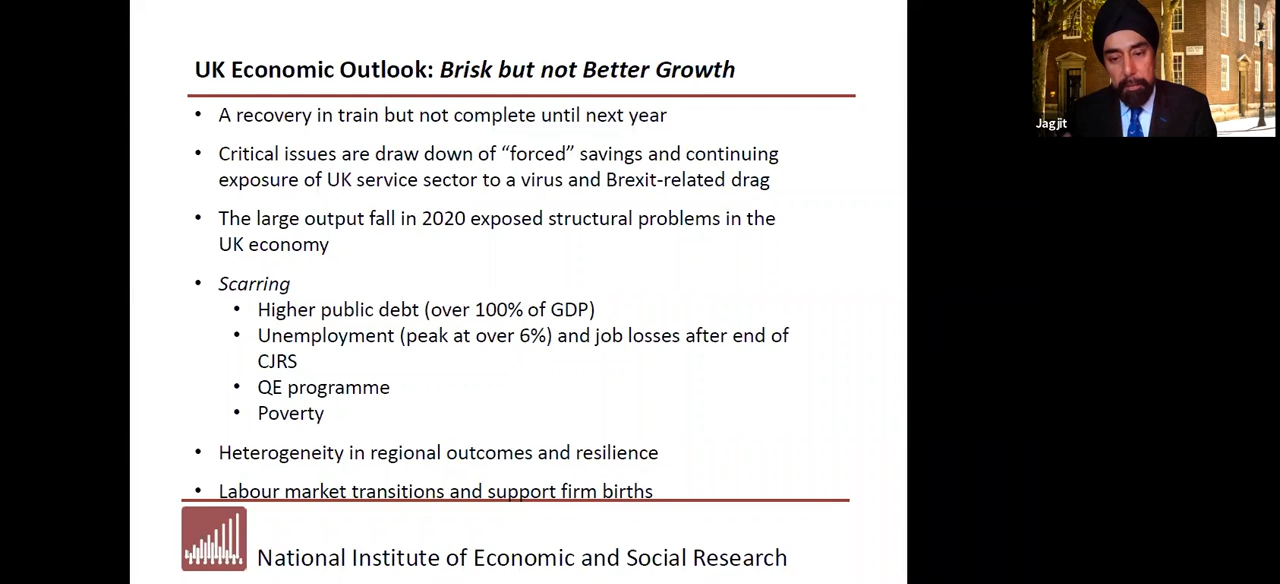 UK Economic Outlook: Brisk but not Better Growth
Jagjit
• A recovery in train but not complete until next year
• Critical issues are draw down of “forced” savings and continuing
exposure of UK service sector to a virus and Brexit-related drag
• The large output fall in 2020 exposed structural problems in the
UK economy
• Scarring
• Higher public debt (over 100% of GDP)
• Unemployment (peak at over 6%) and job losses after end of
CJRS
• QE programme
• Poverty
• Heterogeneity in regional outcomes and resilience
• Labour market transitions and support firm births
National Institute of Economic and Social Research